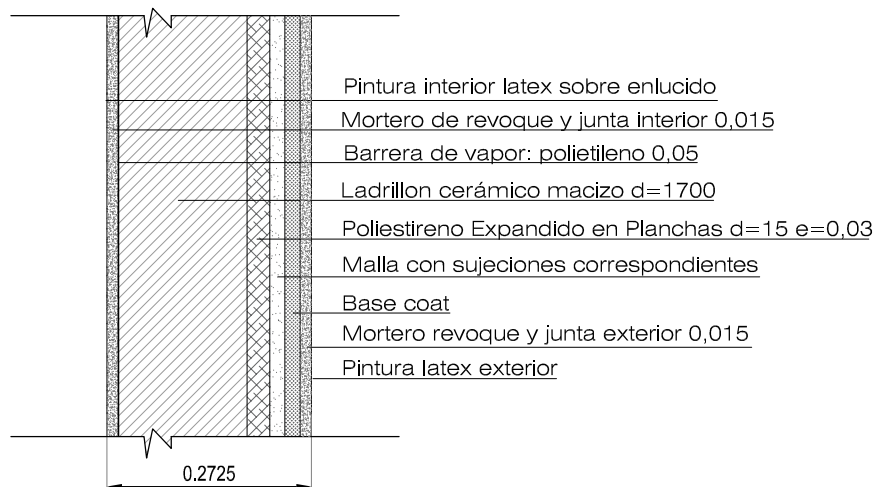 Pintura interior latex sobre enlucido
Mortero de revoque y junta interior 0,015
Barrera de vapor: polietileno 0,05
Ladrillon cerámico macizo d=1700
Poliestireno Expandido en Planchas d=15 e=0,03
Malla con sujeciones correspondientes
Base coat
Mortero revoque y junta exterior 0,015
Pintura latex exterior
0.2725